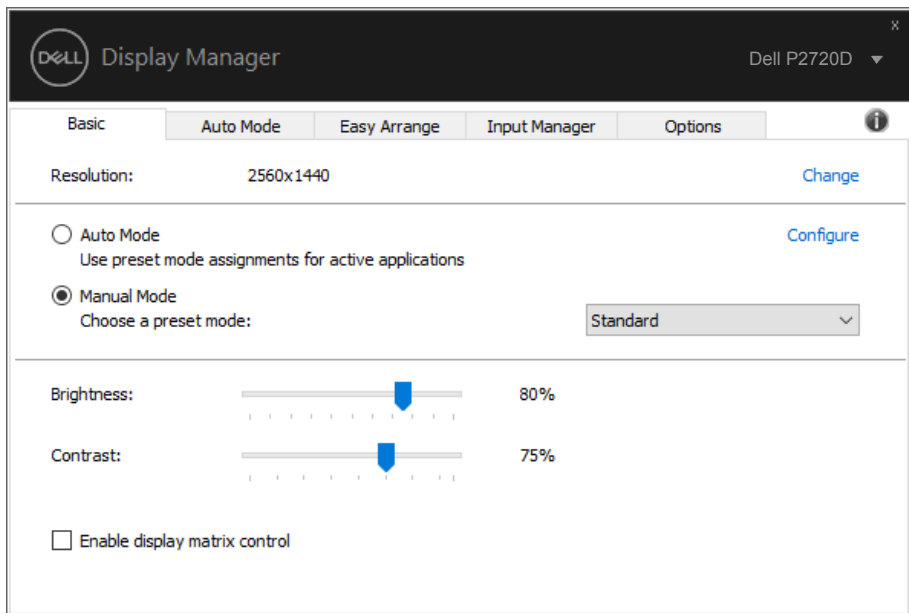 x
DELL Display Manager
Dell P2720D
Basic Auto Mode Easy Arrange Input Manager Options
Resolution: 2560x1440 Change
Auto Mode Configure
Use preset mode assignments for active applications
Manual Mode
Choose a preset mode: Standard
Brightness: 80%
Contrast: 75%
Enable display matrix control